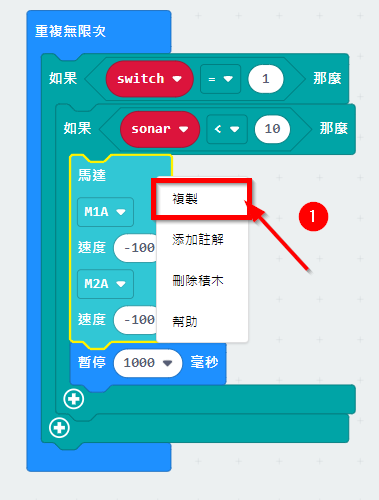 重複無限次
如果 switch = 1 那麼
如果 sonar < 10 那麼
馬達
M1A
速度 -100
M2A
速度 -100
暫停 1000 毫秒
複製
添加註解
刪除積木
幫助
1